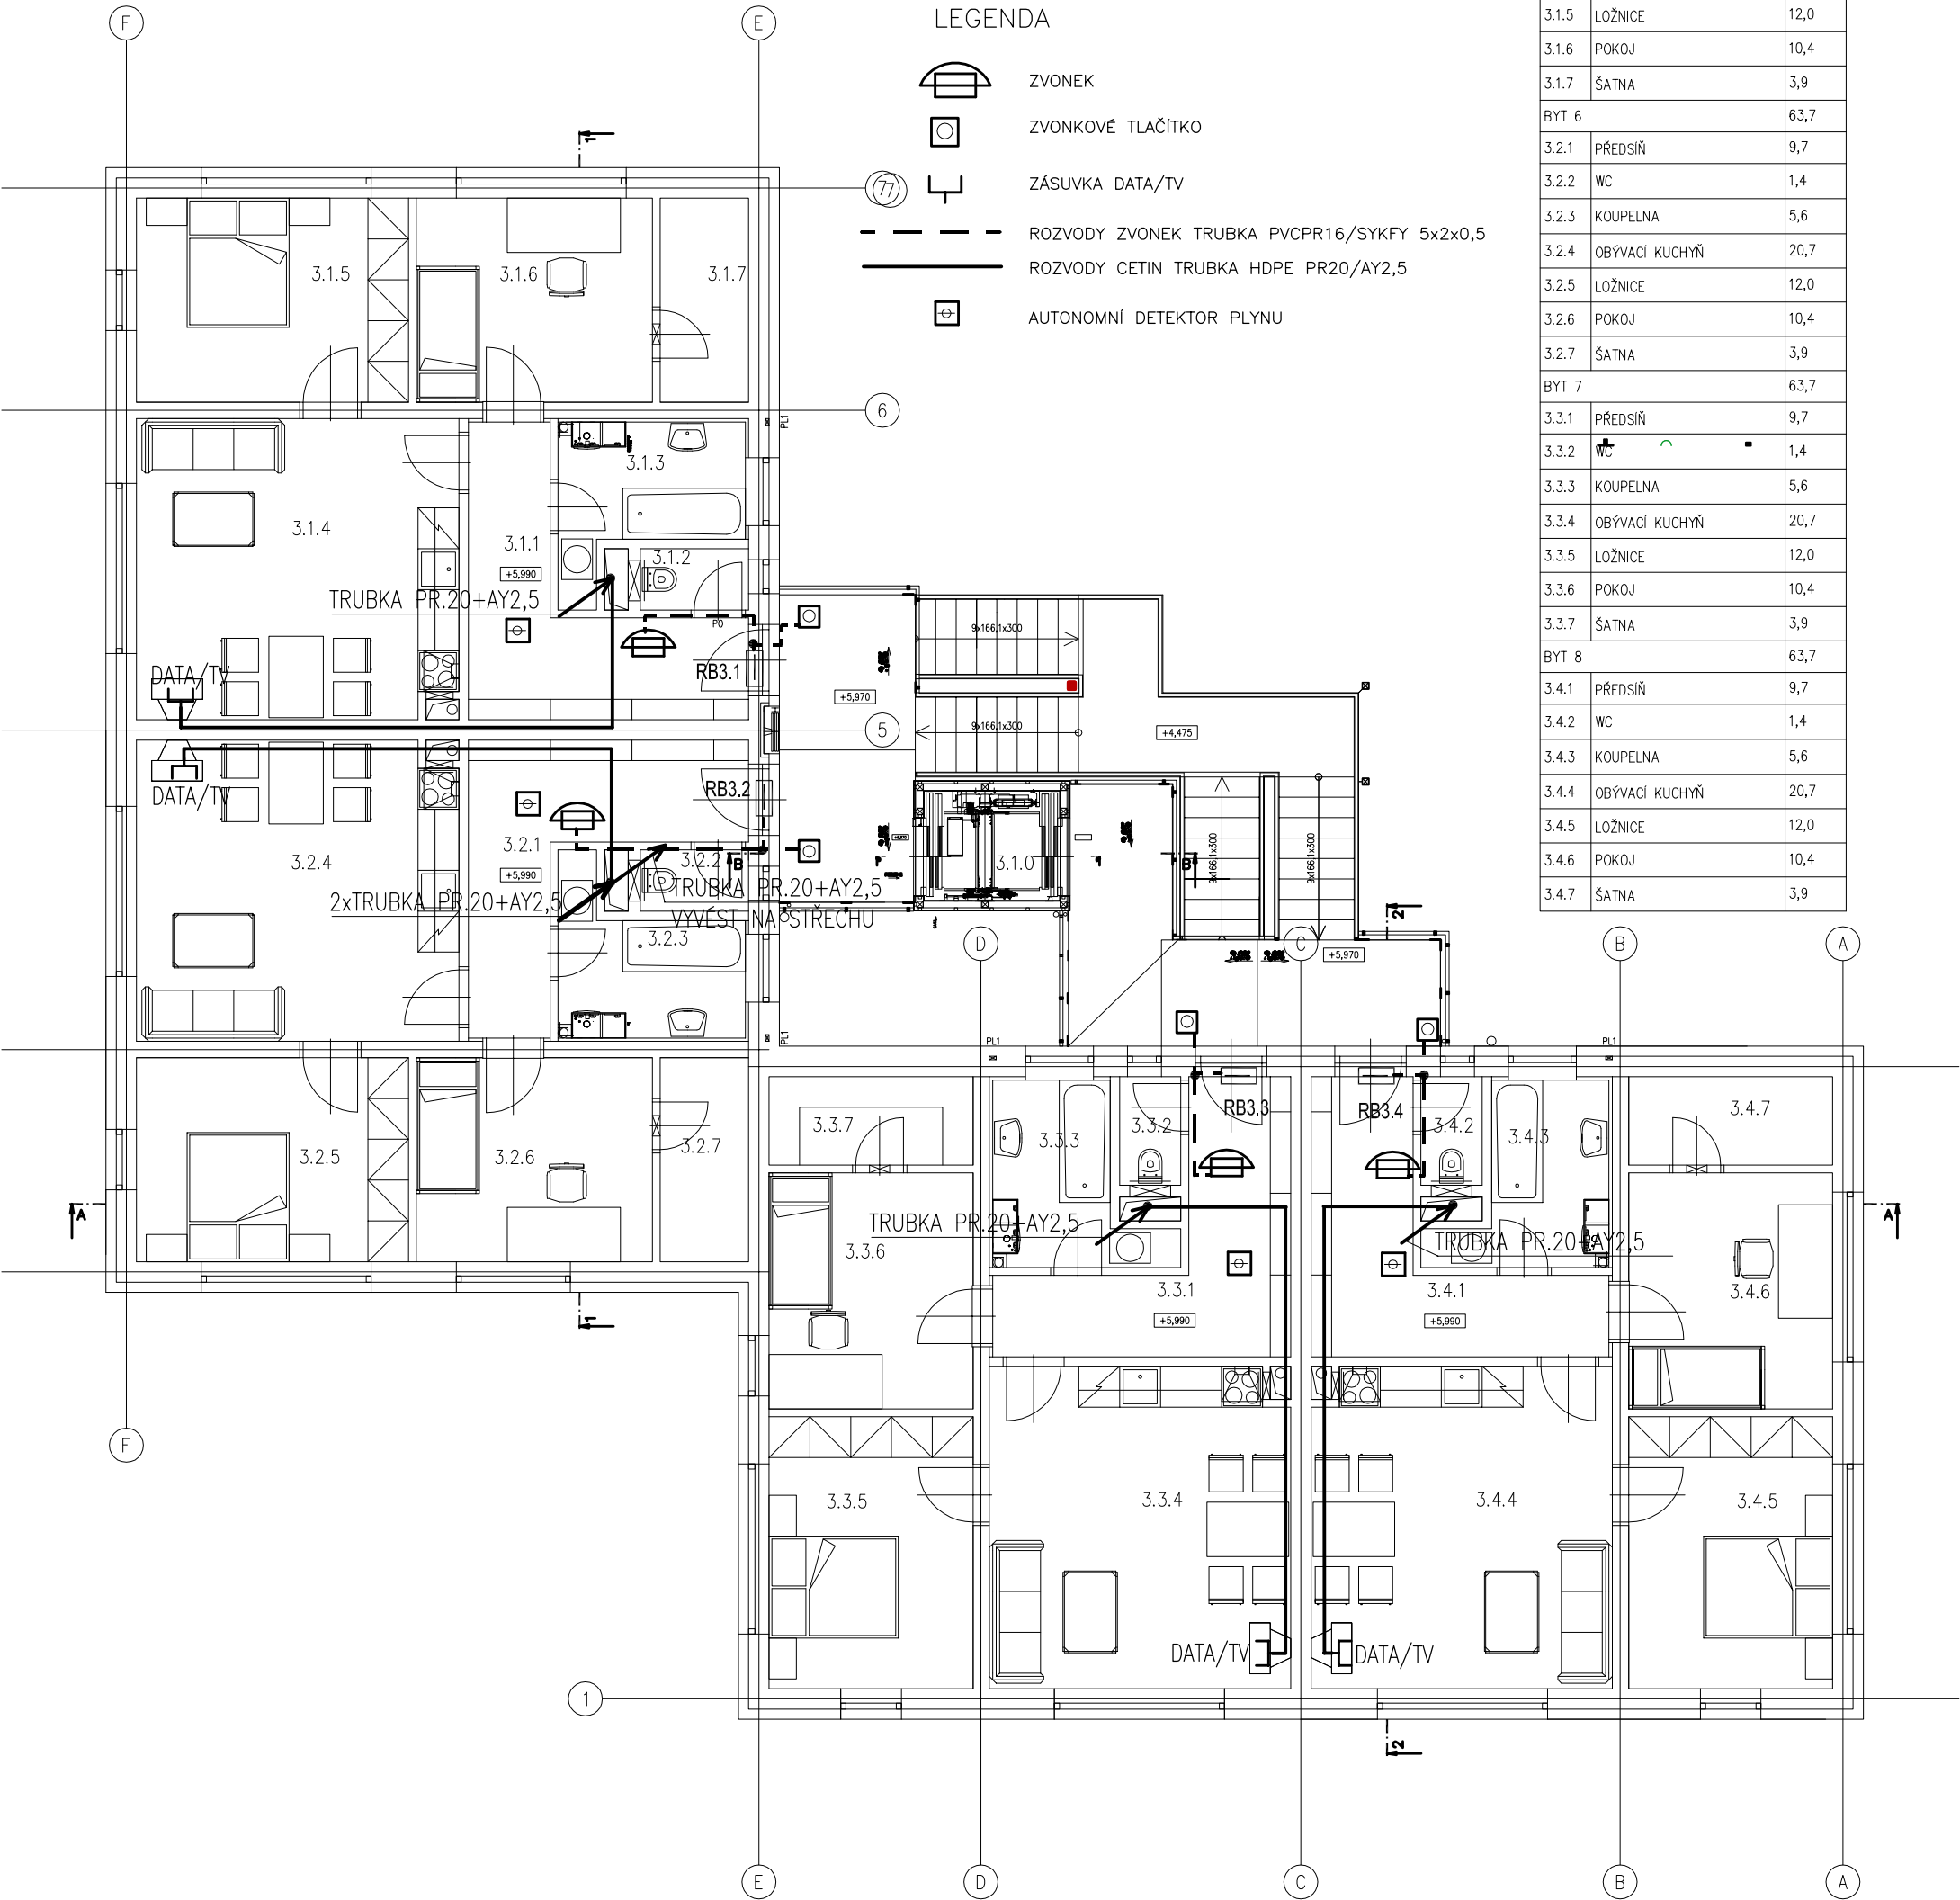 F
E
LEGENDA
ZVONEK
ZVONKOVÉ TLAČÍTKO
ZÁSUVKA DATA/TV
ROZVODY ZVONEK TRUBKA PVCPR16/SYKFY 5x2x0,5
ROZVODY CETIN TRUBKA HDPE PR20/AY2,5
AUTONOMNÍ DETEKTOR PLYNU
3.1.5 LOŽNICE 12,0
3.1.6 POKOJ 10,4
3.1.7 ŠATNA 3,9
BYT 6 63,7
3.2.1 PŘEDSÍŇ 9,7
3.2.2 WC 1,4
3.2.3 KOUPELNA 5,6
3.2.4 OBÝVACÍ KUCHYŇ 20,7
3.2.5 LOŽNICE 12,0
3.2.6 POKOJ 10,4
3.2.7 ŠATNA 3,9
BYT 7 63,7
3.3.1 PŘEDSÍŇ 9,7
3.3.2 WC 1,4
3.3.3 KOUPELNA 5,6
3.3.4 OBÝVACÍ KUCHYŇ 20,7
3.3.5 LOŽNICE 12,0
3.3.6 POKOJ 10,4
3.3.7 ŠATNA 3,9
BYT 8 63,7
3.4.1 PŘEDSÍŇ 9,7
3.4.2 WC 1,4
3.4.3 KOUPELNA 5,6
3.4.4 OBÝVACÍ KUCHYŇ 20,7
3.4.5 LOŽNICE 12,0
3.4.6 POKOJ 10,4
3.4.7 ŠATNA 3,9
1
7
7
3.1.5
3.1.6
3.1.7
6
PL1
3.1.3
3.1.4
3.1.1
3.1.2
+5,990
TRUBKA PR.20+AY2,5
P0
9x166,1x300
RB3.1
DATA/TV
+5,970
5
9x166,1x300
+4,475
DATA/TV
RB3.2
3.2.4
3.2.1
3.2.2
B
3.1.0
B
9x166,1x300
9x166,1x300
+5,990
TRUBKA PR.20+AY2,5
VYVÉST NA STŘECHU
2xTRUBKA PR.20+AY2,5
3.2.3
2
D
C
B
A
+5,970
PL1
PL1
PL1
3.2.5
3.2.6
3.2.7
A
1
F
RB3.3
RB3.4
3.3.7
3.3.3
3.3.2
3.4.2
3.4.3
3.4.7
A
TRUBKA PR.20+AY2,5
TRUBKA PR.20+AY2,5
3.3.6
3.3.1
3.4.1
3.4.6
+5,990
+5,990
3.3.5
3.3.4
3.4.4
3.4.5
DATA/TV
DATA/TV
1
2
E
D
C
B
A